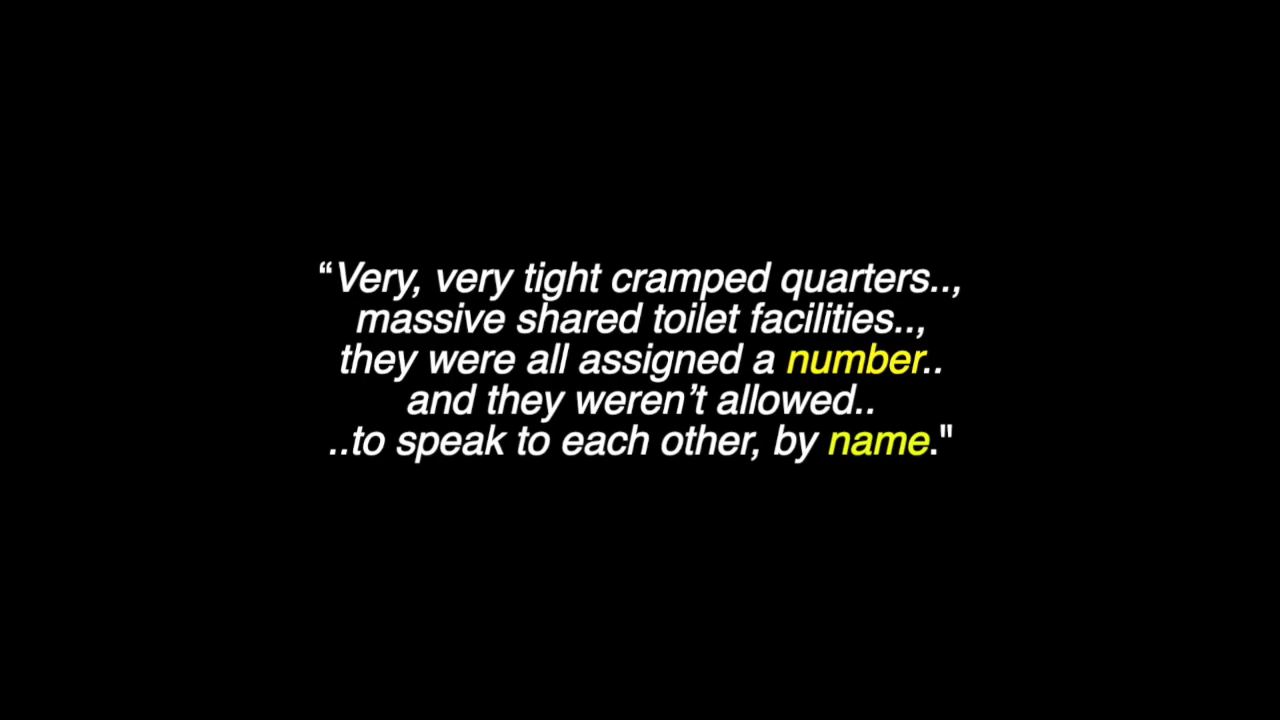 “Very, very tight cramped quarters..,
massive shared toilet facilities..,
they were all assigned a number..
and they weren’t allowed..
..to speak to each other, by name."